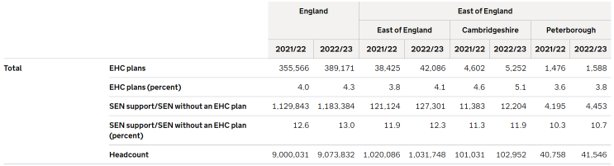 England East of England
East of England Cambridgeshire Peterborough
2021/22 2022/23 2021/22 2022/23 2021/22 2022/23 2021/22 2022/23
Total EHC plans 355,566 389,171 38,425 42,086 4,602 5,252 1,476 1,588
EHC plans (percent) 4.0 4.3 3.8 4.1 4.6 5.1 3.6 3.8
SEN support/SEN without an EHC plan 1,129,843 1,183,384 121,124 127,301 11,383 12,204 4,195 4,453
SEN support/SEN without an EHC plan 12.6 13.0 11.9 12.3 11.3 11.9 10.3 10.7
(percent)
Headcount 9,000,031 9,073,832 1,020,086 1,031,748 101,031 102,952 40,758 41,546